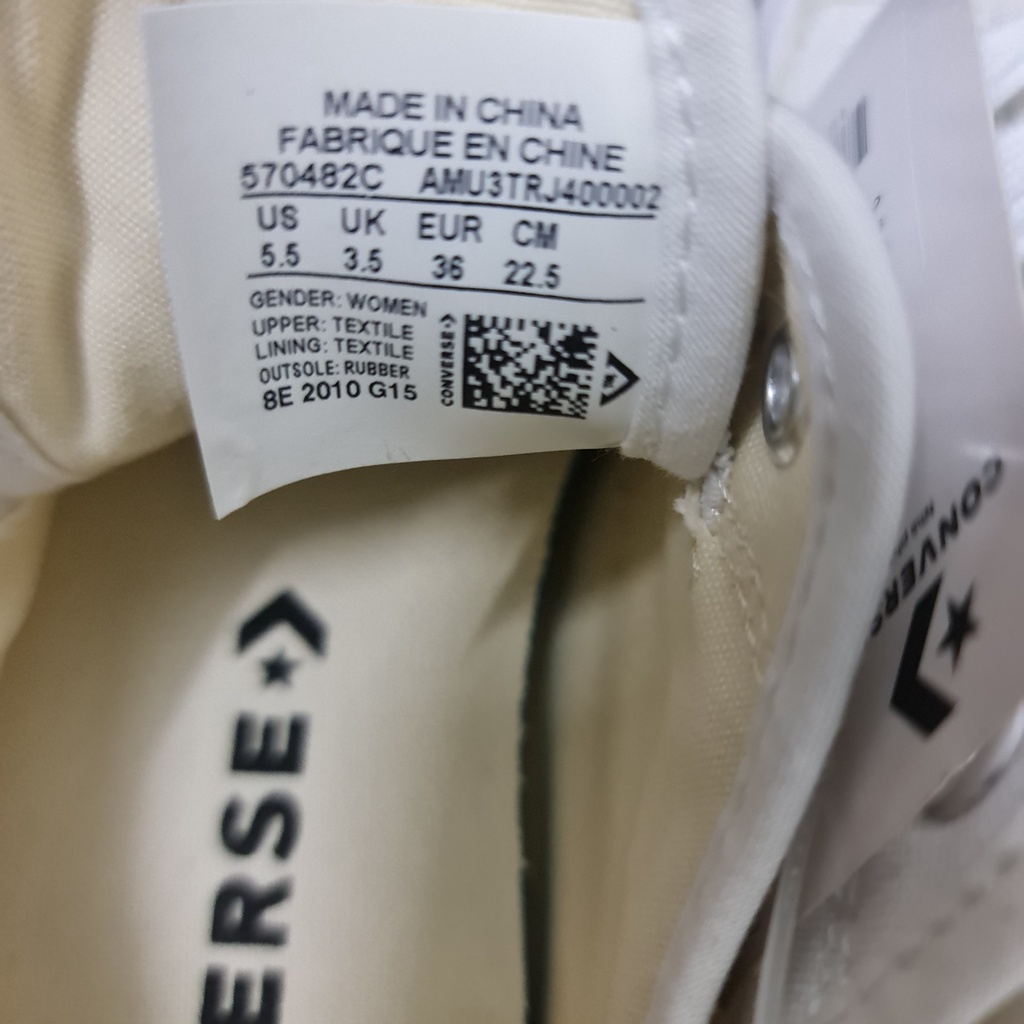 MADE IN CHINA
FABRIQUE EN CHINE
570482C AMU3TRJ400002
US UK EUR CM
5.5 3.5 36 22.5
GENDER: WOMEN
UPPER: TEXTILE
LINING: TEXTILE
OUTSOLE: RUBBER
8E 2010 G15
CONVERSE
ERSE
CONVERS